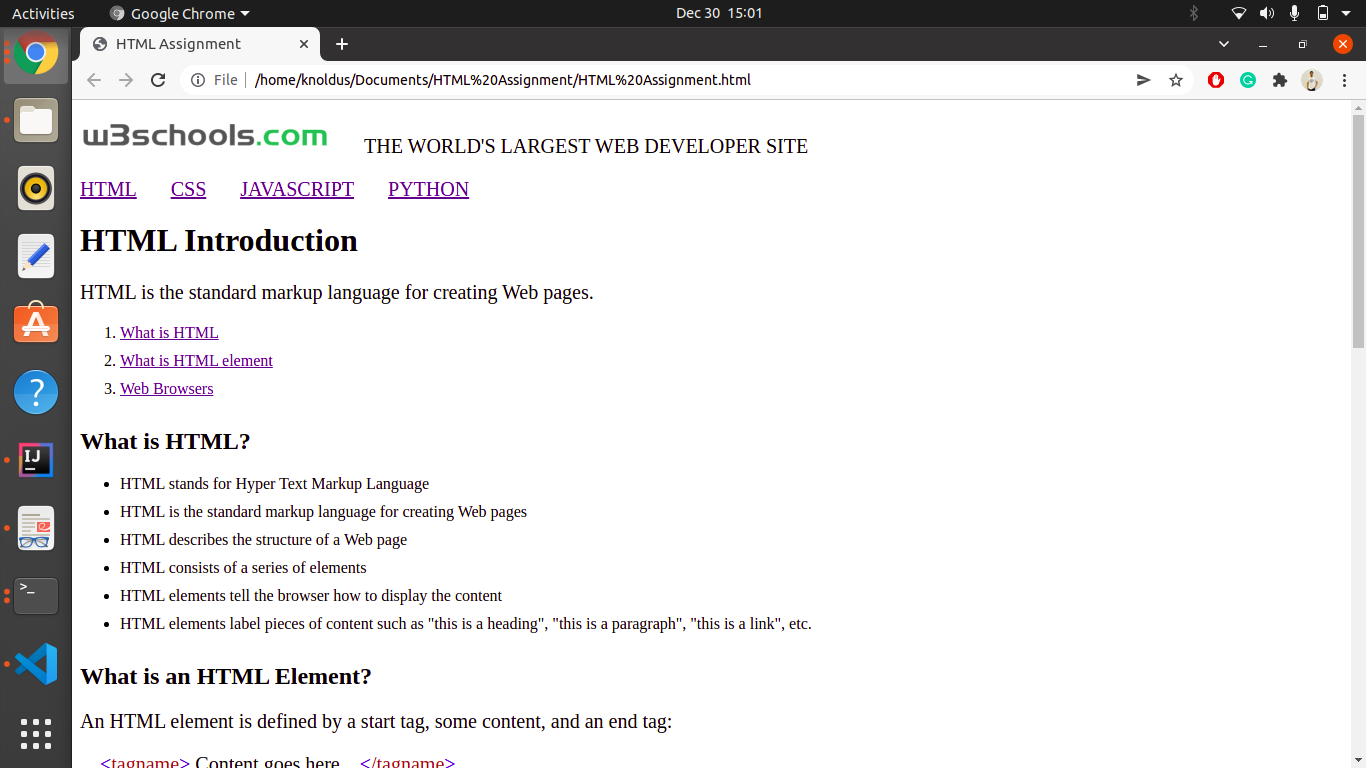 Activities Google Chrome Dec 30 15:01
HTML Assignment
File /home/knoldus/Documents/HTML%20Assignment/HTML%20Assignment.html
w3schools.com THE WORLD'S LARGEST WEB DEVELOPER SITE
HTML CSS JAVASCRIPT PYTHON
HTML Introduction
HTML is the standard markup language for creating Web pages.
1. What is HTML
2. What is HTML element
3. Web Browsers
What is HTML?
• HTML stands for Hyper Text Markup Language
• HTML is the standard markup language for creating Web pages
• HTML describes the structure of a Web page
• HTML consists of a series of elements
• HTML elements tell the browser how to display the content
• HTML elements label pieces of content such as "this is a heading", "this is a paragraph", "this is a link", etc.
What is an HTML Element?
An HTML element is defined by a start tag, some content, and an end tag:
<tagname> Content goes here... </tagname>
IJ
>_